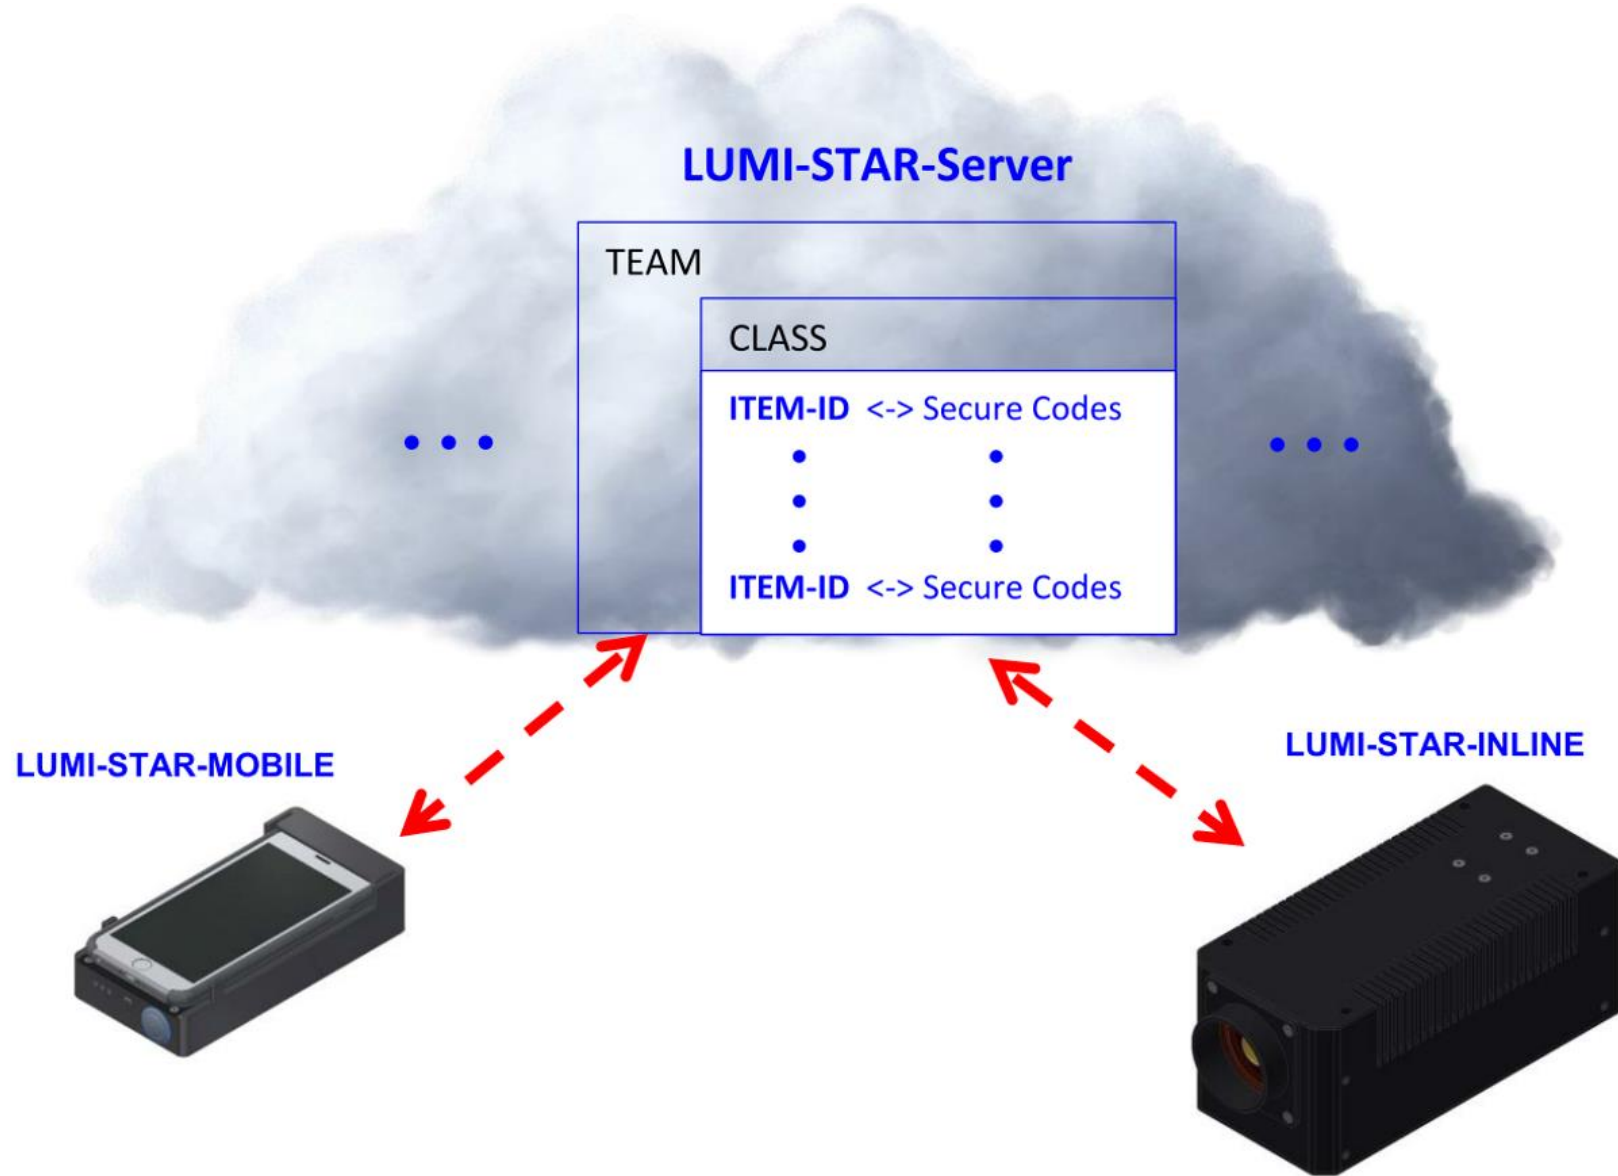 LUMI-STAR-Server
TEAM
CLASS
ITEM-ID <-> Secure Codes
ITEM-ID <-> Secure Codes
LUMI-STAR-MOBILE
LUMI-STAR-INLINE